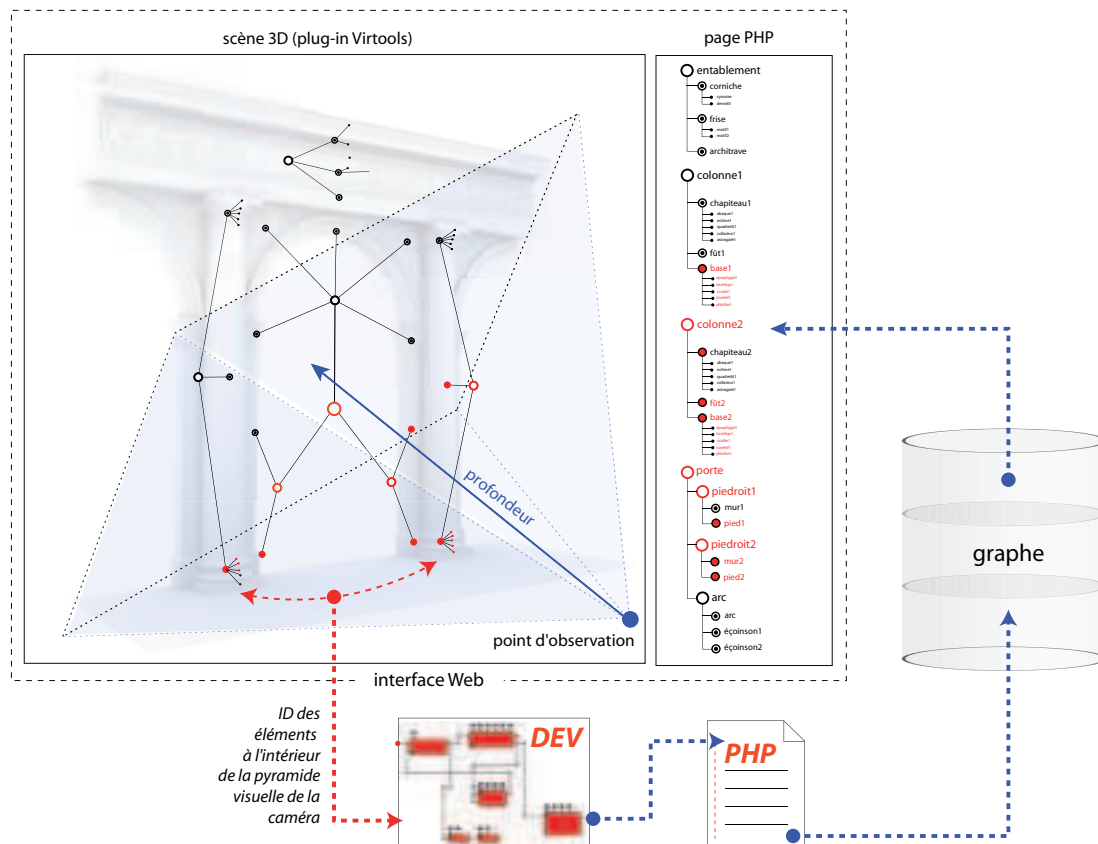 scène 3D (plug-in Virtools)
page PHP
entablement
corniche
frise
architrave
colonne1
chapiteau1
fût1
base1
colonne2
chapiteau2
fût2
base2
porte
piedroit1
mur1
pied1
piedroit2
mur2
pied2
arc
arc
éçoinson1
éçoinson2
profondeur
point d'observation
interface Web
graphe
ID des
éléments
à l'intérieur
de la pyramide
visuelle de la
caméra
DEV
PHP